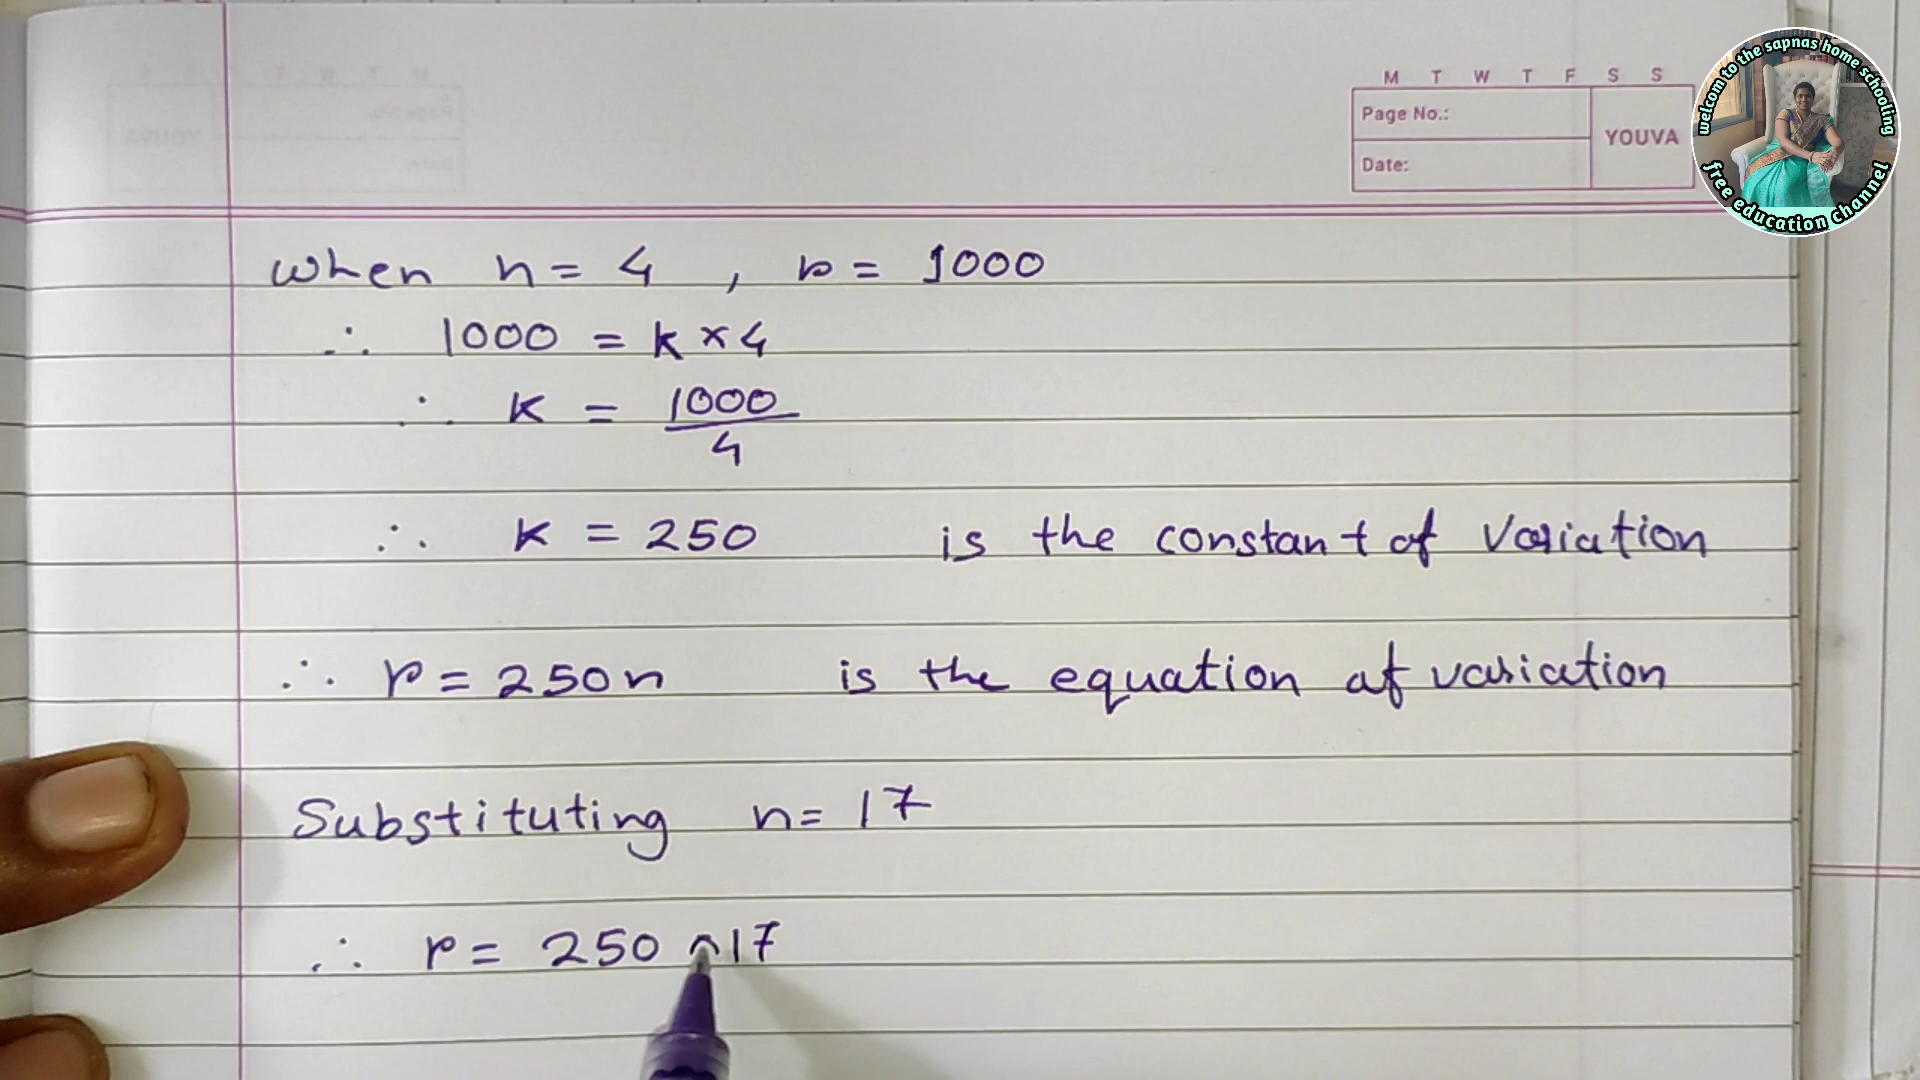 M T W T F S S
Page No.:
YOUVA
Date:
welcom to the sapnas home schooling
free education channel
when n = 4 , r = 1000
∴ 1000 = k × 4
∴ k = 1000/4
∴ k = 250 is the constant of variation
∴ r = 250n is the equation of variation
Substituting n = 17
∴ r = 250 × 17